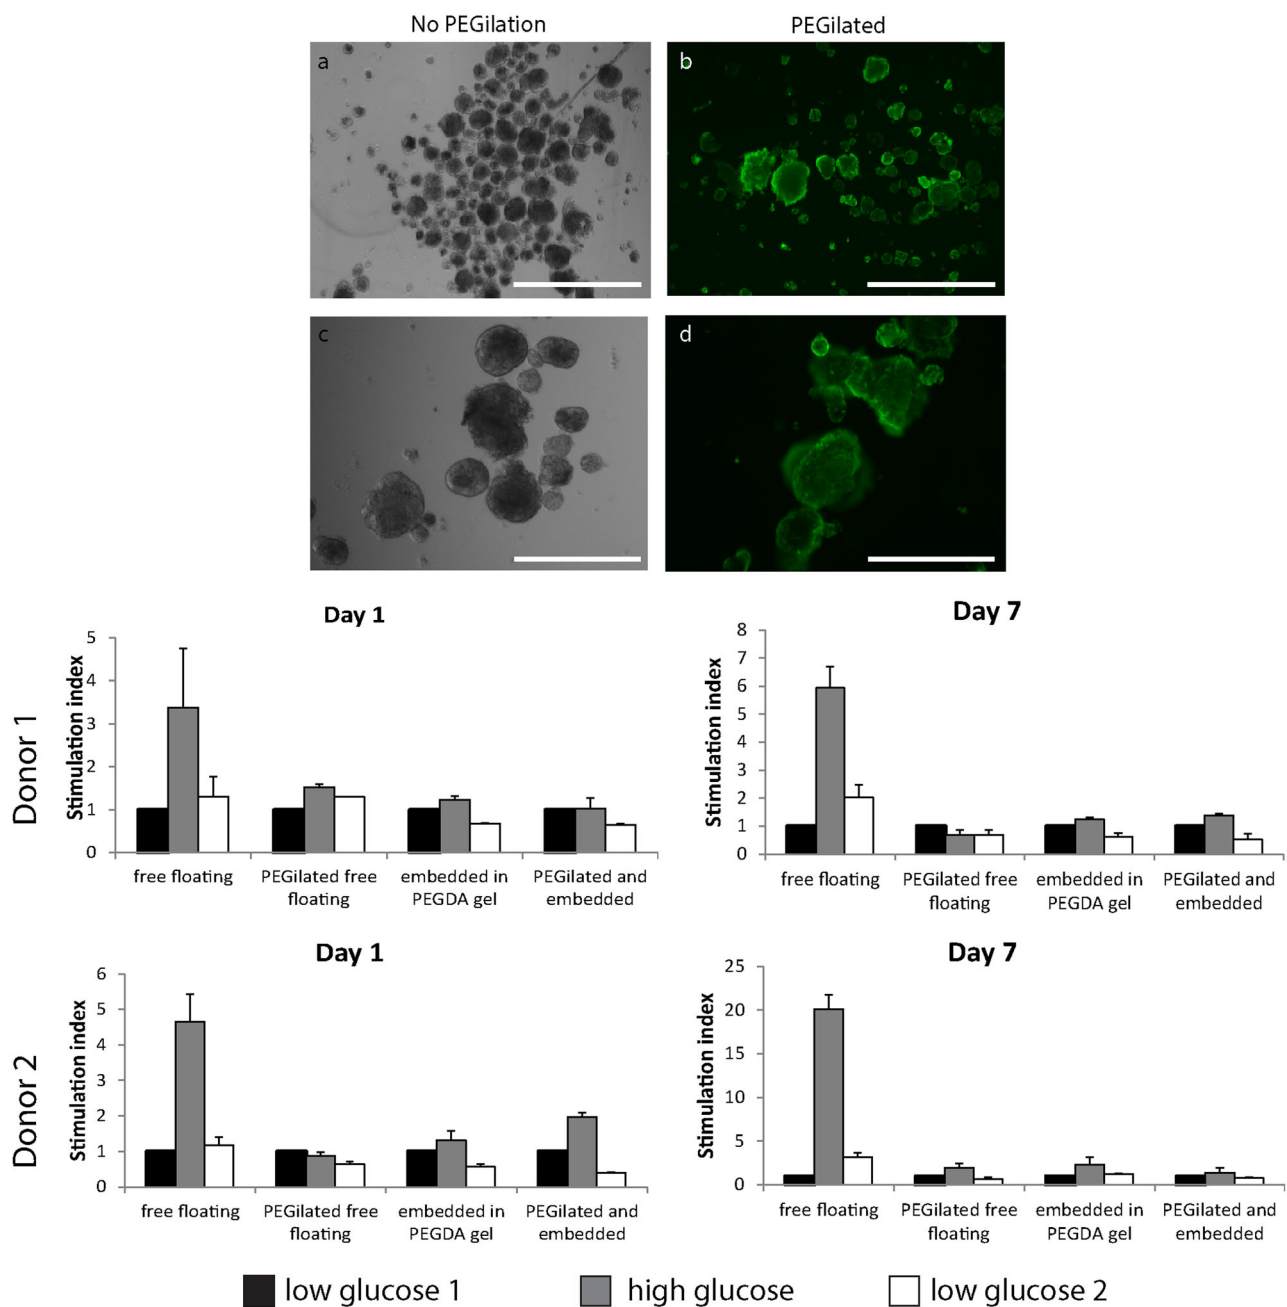 No PEGilation
PEGilated
a
b
c
d
Donor 1
Day 1
Stimulation index
5
4
3
2
1
0
free floating
PEGilated free
floating
embedded in
PEGDA gel
PEGilated and
embedded
Day 7
Stimulation index
8
7
6
5
4
3
2
1
0
free floating
PEGilated free
floating
embedded in
PEGDA gel
PEGilated and
embedded
Donor 2
Day 1
Stimulation index
6
5
4
3
2
1
0
free floating
PEGilated free
floating
embedded in
PEGDA gel
PEGilated and
embedded
Day 7
Stimulation index
25
20
15
10
5
0
free floating
PEGilated free
floating
embedded in
PEGDA gel
PEGilated and
embedded
low glucose 1
high glucose
low glucose 2